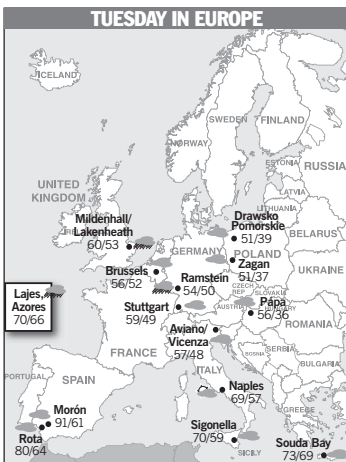 TUESDAY IN EUROPE
ICELAND
SWEDEN
FINLAND
NORWAY
RUSSIA
ESTONIA
LATVIA
LITHUANIA
UNITED
KINGDOM
Mildenhall/
Lakenheath
60/53
Drawsko
Pomorskie
51/39
BELARUS
GERMANY
POLAND
Zagan
51/37
Brussels
56/52
Ramstein
54/50
UKRAINE
CZECH
REP
SLOVAKIA
Lajes,
Azores
70/66
Stuttgart
59/49
AUSTRIA
Pápa
56/36
HUNGARY
ROMANIA
Aviano/
Vicenza
57/48
FRANCE
BOSNIA
SERBIA
BULGARIA
ITALY
PORTUGAL
SPAIN
Naples
69/57
Morón
91/61
GREECE
Rota
80/64
Sigonella
70/59
SICILY
Souda Bay
73/69